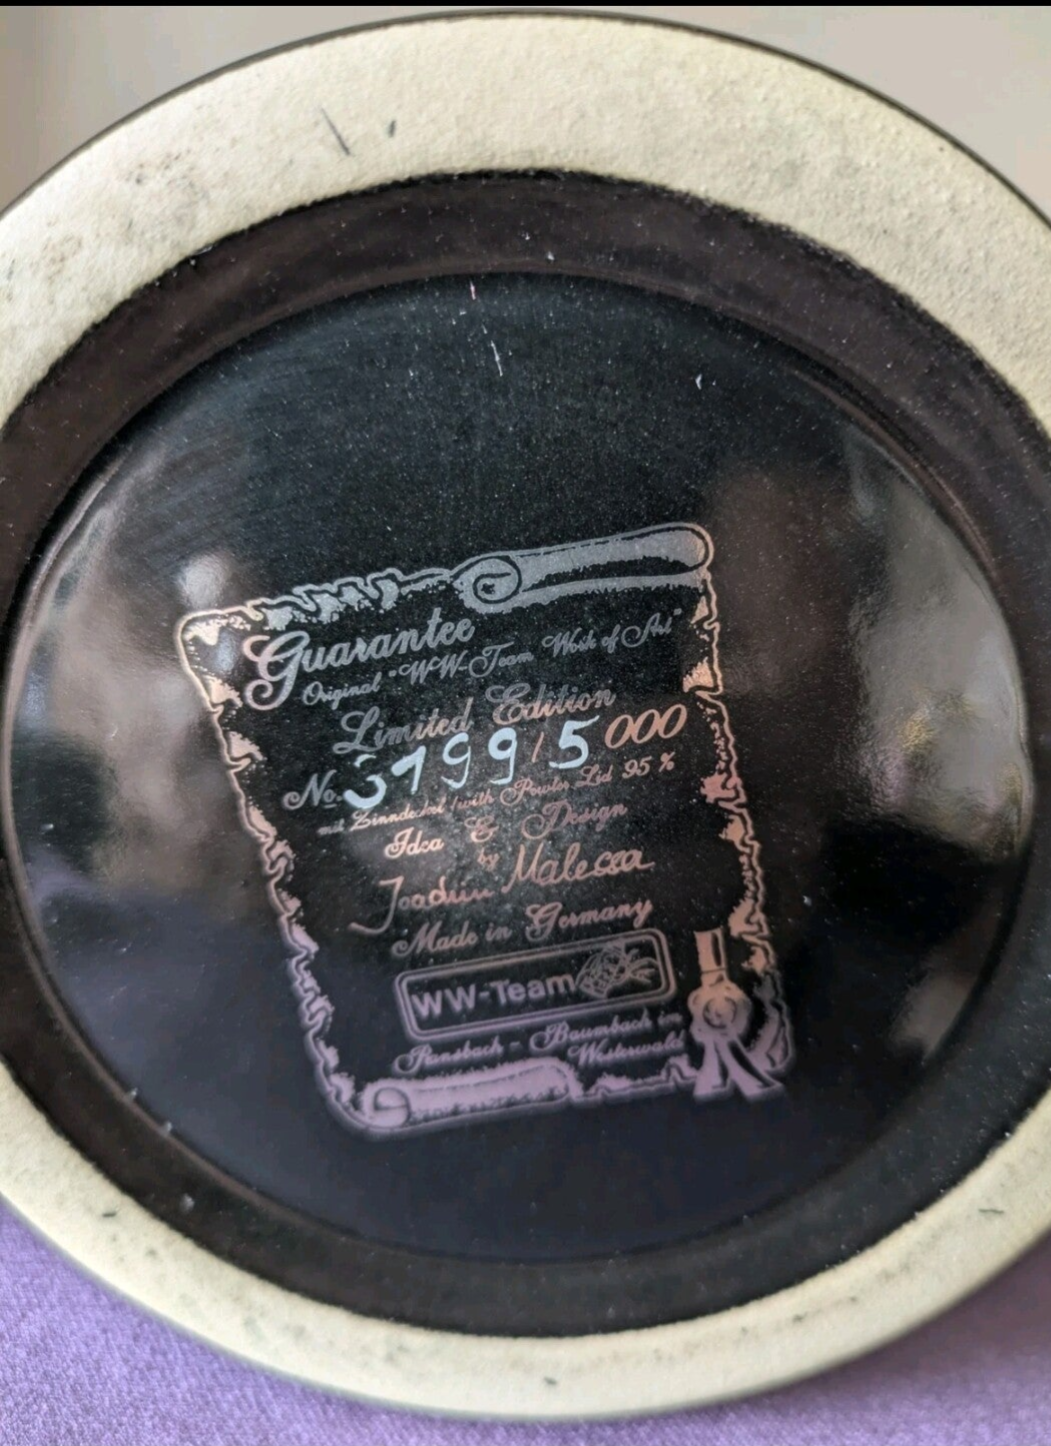 Guarantee
Original "WW-Team Work of Art"
Limited Edition
No. 3199/5000
mit Zinndeckel /with Pewter Lid 95 %
Idea & Design
by
Joachim Malecca
Made in Germany
WW-Team
Ransbach - Baumbach im
Westerwald